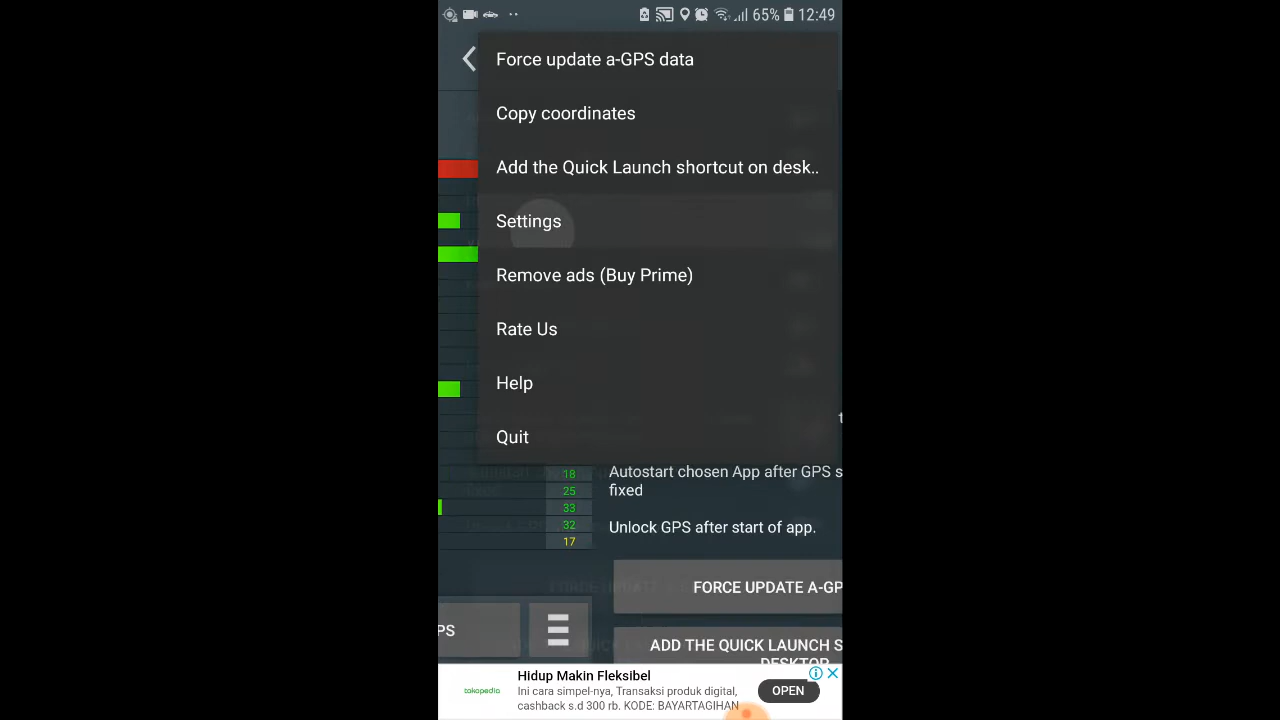 65% 12:49
Force update a-GPS data
Copy coordinates
Add the Quick Launch shortcut on desk..
Settings
Remove ads (Buy Prime)
Rate Us
Help
Quit
18
25
33
32
17
Autostart chosen App after GPS s
fixed
Unlock GPS after start of app.
FORCE UPDATE A-GP
PS
ADD THE QUICK LAUNCH S
DESKTOP
tokopedia
Hidup Makin Fleksibel
Ini cara simpel-nya, Transaksi produk digital,
cashback s.d 300 rb. KODE: BAYARTAGIHAN
OPEN